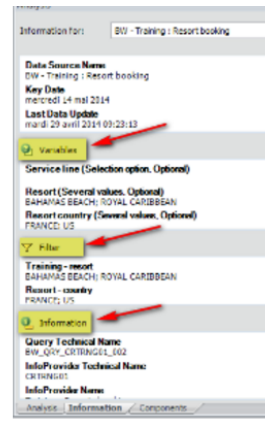 Information for:
BW - Training : Resort booking
Data Source Name
BW - Training : Resort booking
Key Date
mercredi 14 mai 2014
Last Data Update
mardi 29 avril 2014 09:23:13
Variables
Service line (Selection option, Optional)
Resort (Several values, Optional)
BAHAMAS BEACH; ROYAL CARIBBEAN
Resort country (Several values, Optional)
FRANCE; US
Filter
Training - resort
BAHAMAS BEACH; ROYAL CARIBBEAN
Resort - country
FRANCE; US
Information
Query Technical Name
BW_QRY_CRTRNG01_002
InfoProvider Technical Name
CRTRNG01
InfoProvider Name
Analysis Information Components